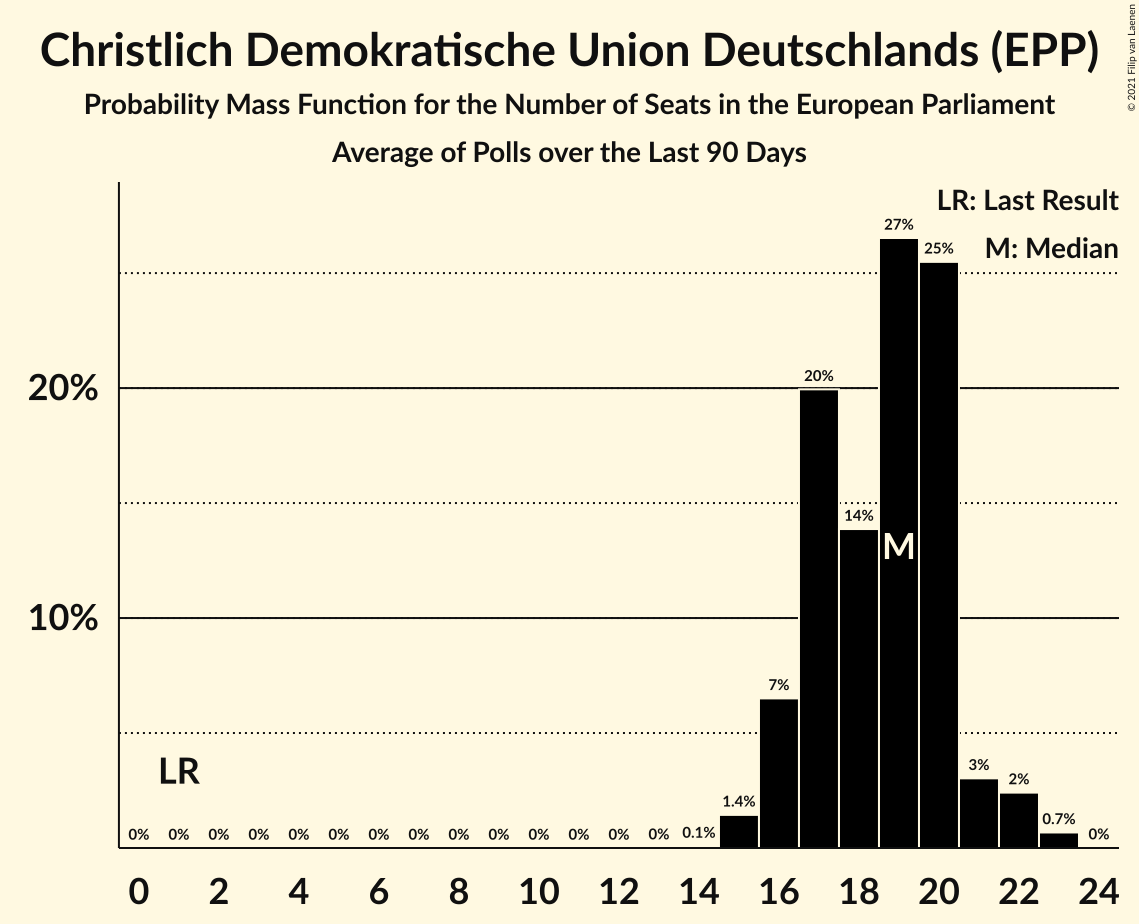 Christlich Demokratische Union Deutschlands (EPP)
Probability Mass Function for the Number of Seats in the European Parliament
Average of Polls over the Last 90 Days
© 2021 Filip van Laenen
LR: Last Result
M: Median
27%
25%
20%
20%
14%
M
10%
7%
LR
3%
2%
1.4%
0.7%
0% 0% 0% 0% 0% 0% 0% 0% 0% 0% 0% 0% 0% 0% 0.1% 0%
0 2 4 6 8 10 12 14 16 18 20 22 24